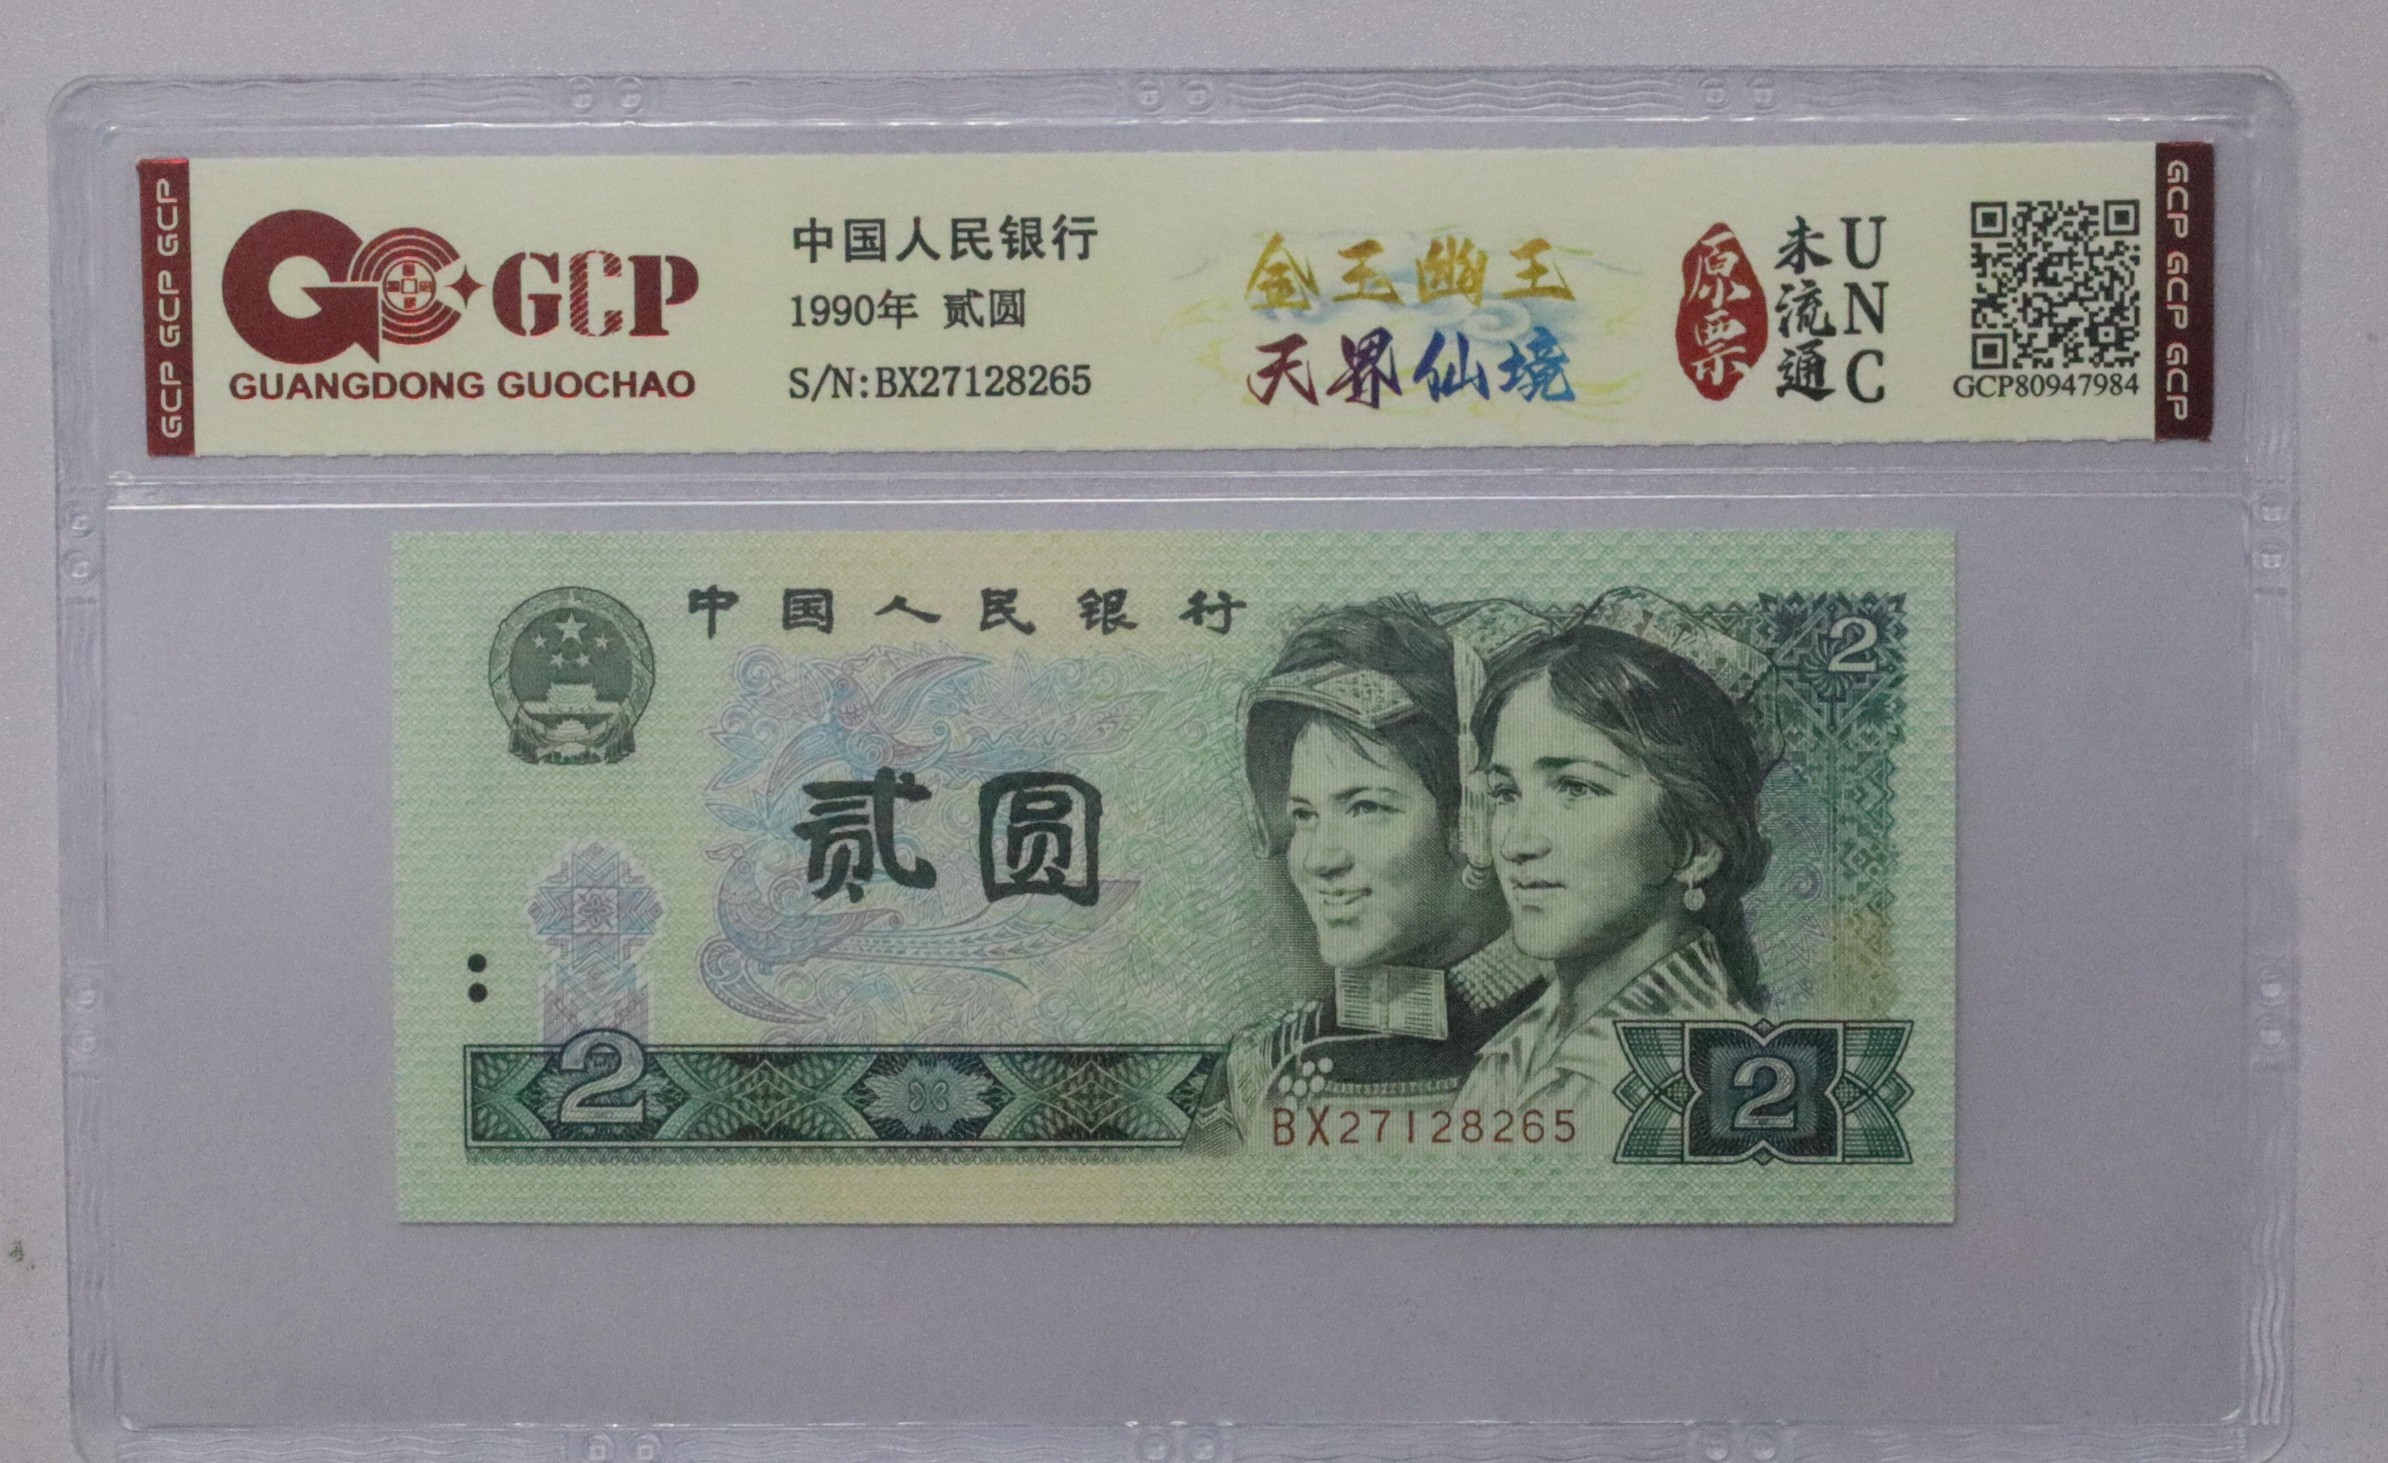 GCP GCP GCP
GCP
GUANGDONG GUOCHAO
中国人民银行
1990年 贰圆
S/N:BX27128265
金玉幽王
天界仙境
原票
未流通
UNC
GCP80947984
GCP GCP GCP
中国人民银行
2
贰圆
2
BX27128265
2